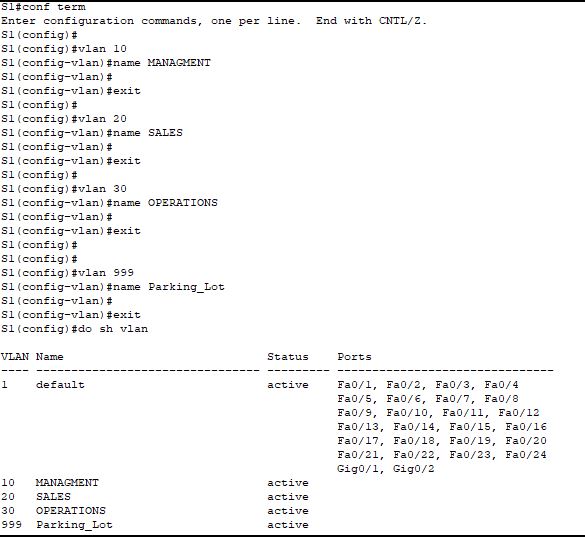 S1#conf term
Enter configuration commands, one per line.  End with CNTL/Z.
S1(config)#
S1(config)#vlan 10
S1(config-vlan)#name MANAGMENT
S1(config-vlan)#
S1(config-vlan)#exit
S1(config)#
S1(config)#vlan 20
S1(config-vlan)#name SALES
S1(config-vlan)#
S1(config-vlan)#exit
S1(config)#
S1(config)#vlan 30
S1(config-vlan)#name OPERATIONS
S1(config-vlan)#
S1(config-vlan)#exit
S1(config)#
S1(config)#
S1(config)#vlan 999
S1(config-vlan)#name Parking_Lot
S1(config-vlan)#
S1(config-vlan)#exit
S1(config)#do sh vlan

VLAN Name                             Status    Ports
---- -------------------------------- --------- -------------------------------
1    default                          active    Fa0/1, Fa0/2, Fa0/3, Fa0/4
                                                Fa0/5, Fa0/6, Fa0/7, Fa0/8
                                                Fa0/9, Fa0/10, Fa0/11, Fa0/12
                                                Fa0/13, Fa0/14, Fa0/15, Fa0/16
                                                Fa0/17, Fa0/18, Fa0/19, Fa0/20
                                                Fa0/21, Fa0/22, Fa0/23, Fa0/24
                                                Gig0/1, Gig0/2
10   MANAGMENT                        active
20   SALES                            active
30   OPERATIONS                       active
999  Parking_Lot                      active